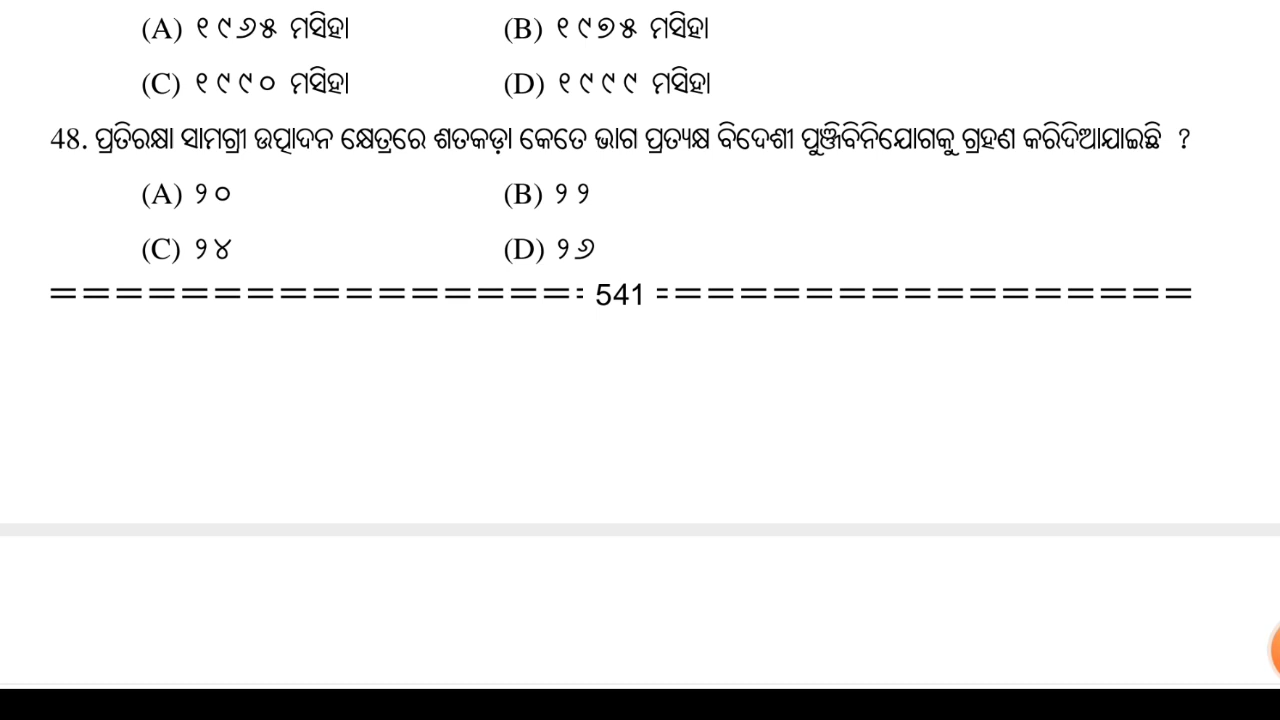 (A) ୧୯୬୫ ମସିହା (B) ୧୯୭୫ ମସିହା
(C) ୧୯୯୦ ମସିହା (D) ୧୯୯୯ ମସିହା
48. ପ୍ରତିରକ୍ଷା ସାମଗ୍ରୀ ଉତ୍ପାଦନ କ୍ଷେତ୍ରରେ ଶତକଡ଼ା କେତେ ଭାଗ ପ୍ରତ୍ୟକ୍ଷ ବିଦେଶୀ ପୁଞ୍ଜିବିନିଯୋଗକୁ ଗ୍ରହଣ କରିଦିଆଯାଇଛି ?
(A) ୨୦ (B) ୨୨
(C) ୨୪ (D) ୨୬
================= 541 =================